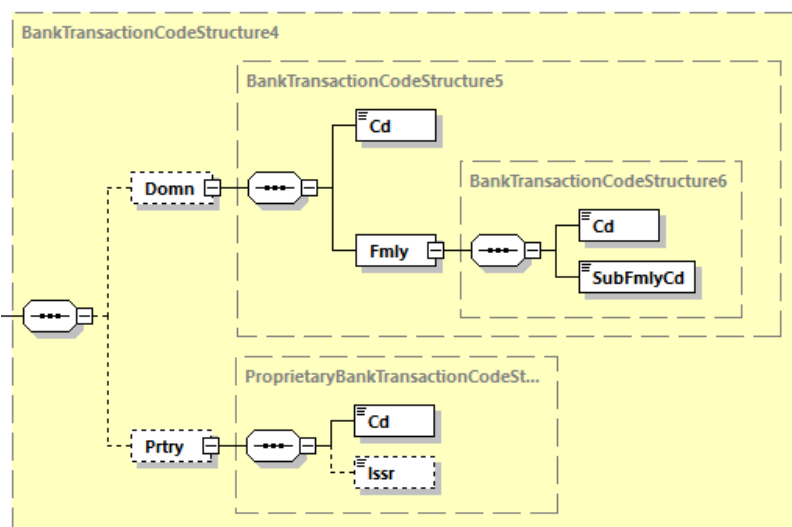 BankTransactionCodeStructure4
BankTransactionCodeStructure5
Cd
Domn
BankTransactionCodeStructure6
Cd
Fmly
SubFmlyCd
ProprietaryBankTransactionCodeSt...
Cd
Prtry
Issr